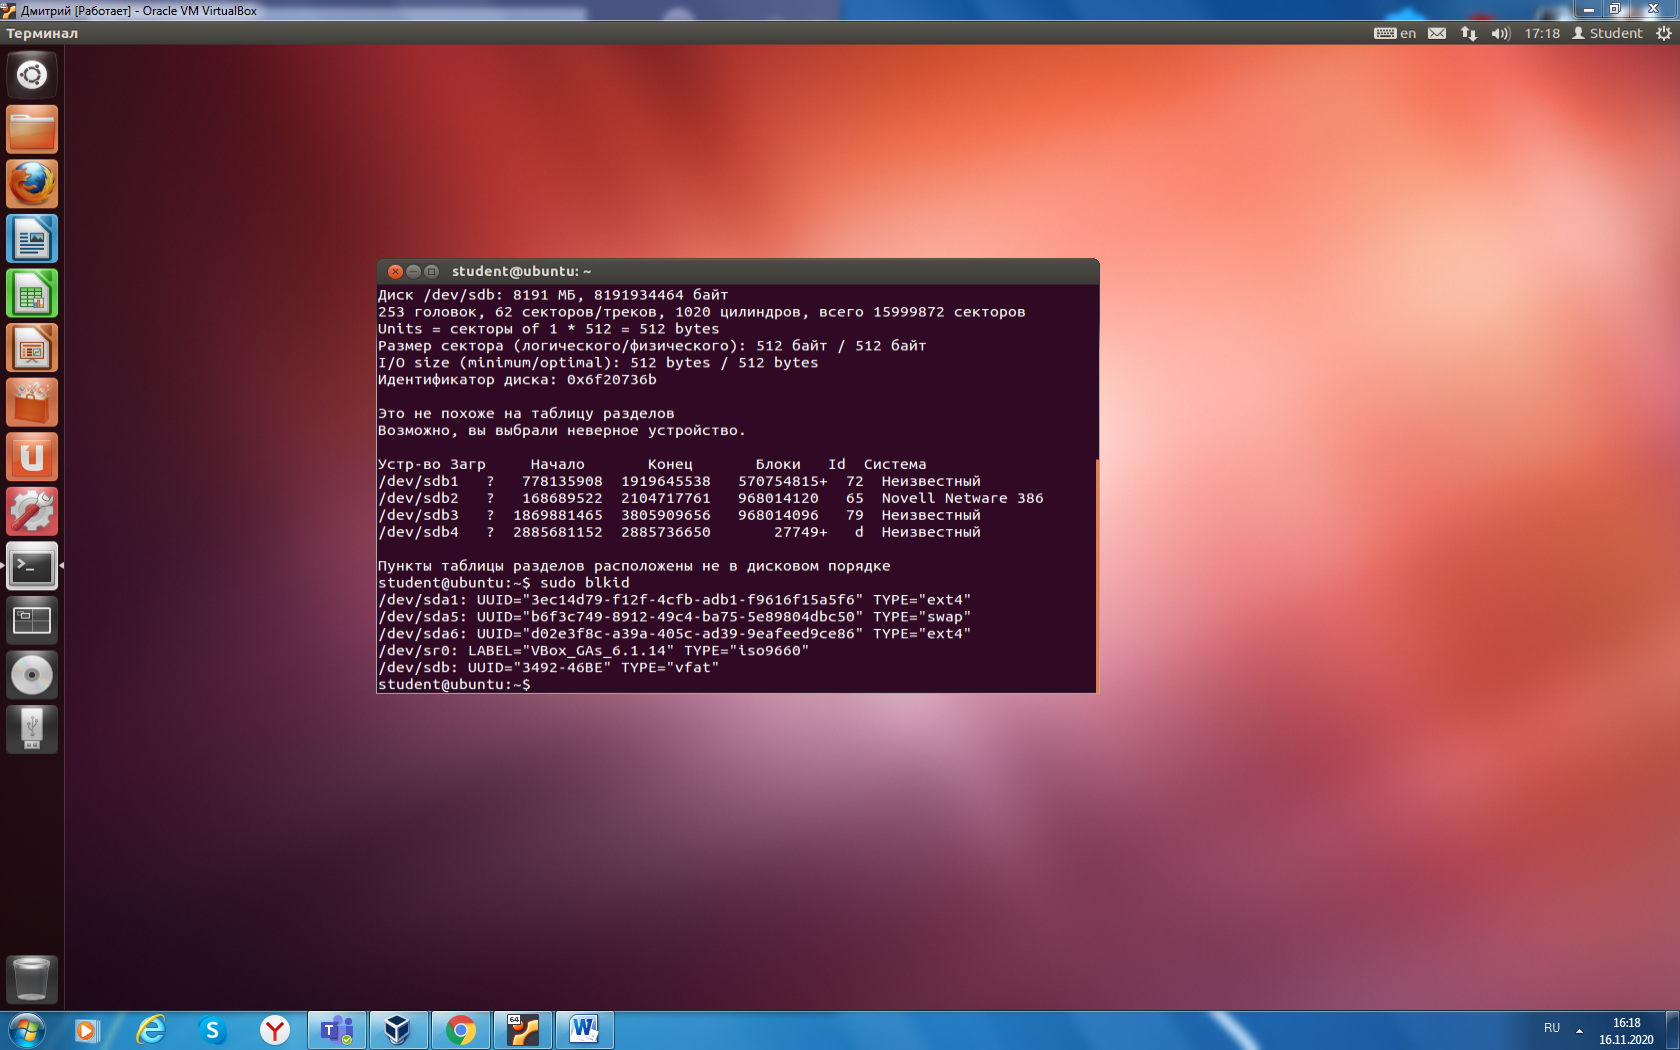 Дмитрий [Работает] - Oracle VM VirtualBox
Терминал
en
17:18
Student
student@ubuntu: ~
Диск /dev/sdb: 8191 МБ, 8191934464 байт
253 головок, 62 секторов/треков, 1020 цилиндров, всего 15999872 секторов
Units = секторы of 1 * 512 = 512 bytes
Размер сектора (логического/физического): 512 байт / 512 байт
I/O size (minimum/optimal): 512 bytes / 512 bytes
Идентификатор диска: 0x6f20736b
Это не похоже на таблицу разделов
Возможно, вы выбрали неверное устройство.
Устр-во Загр     Начало       Конец       Блоки   Id  Система
/dev/sdb1   ?   778135908  1919645538   570754815+  72  Неизвестный
/dev/sdb2   ?   168689522  2104717761   968014120   65  Novell Netware 386
/dev/sdb3   ?  1869881465  3805909656   968014096   79  Неизвестный
/dev/sdb4   ?  2885681152  2885736650       27749+   d  Неизвестный
Пункты таблицы разделов расположены не в дисковом порядке
student@ubuntu:~$ sudo blkid
/dev/sda1: UUID="3ec14d79-f12f-4cfb-adb1-f9616f15a5f6" TYPE="ext4"
/dev/sda5: UUID="b6f3c749-8912-49c4-ba75-5e89804dbc50" TYPE="swap"
/dev/sda6: UUID="d02e3f8c-a39a-405c-ad39-9eafeed9ce86" TYPE="ext4"
/dev/sr0: LABEL="VBox_GAs_6.1.14" TYPE="iso9660"
/dev/sdb: UUID="3492-46BE" TYPE="vfat"
student@ubuntu:~$
64
RU
16:18
16.11.2020